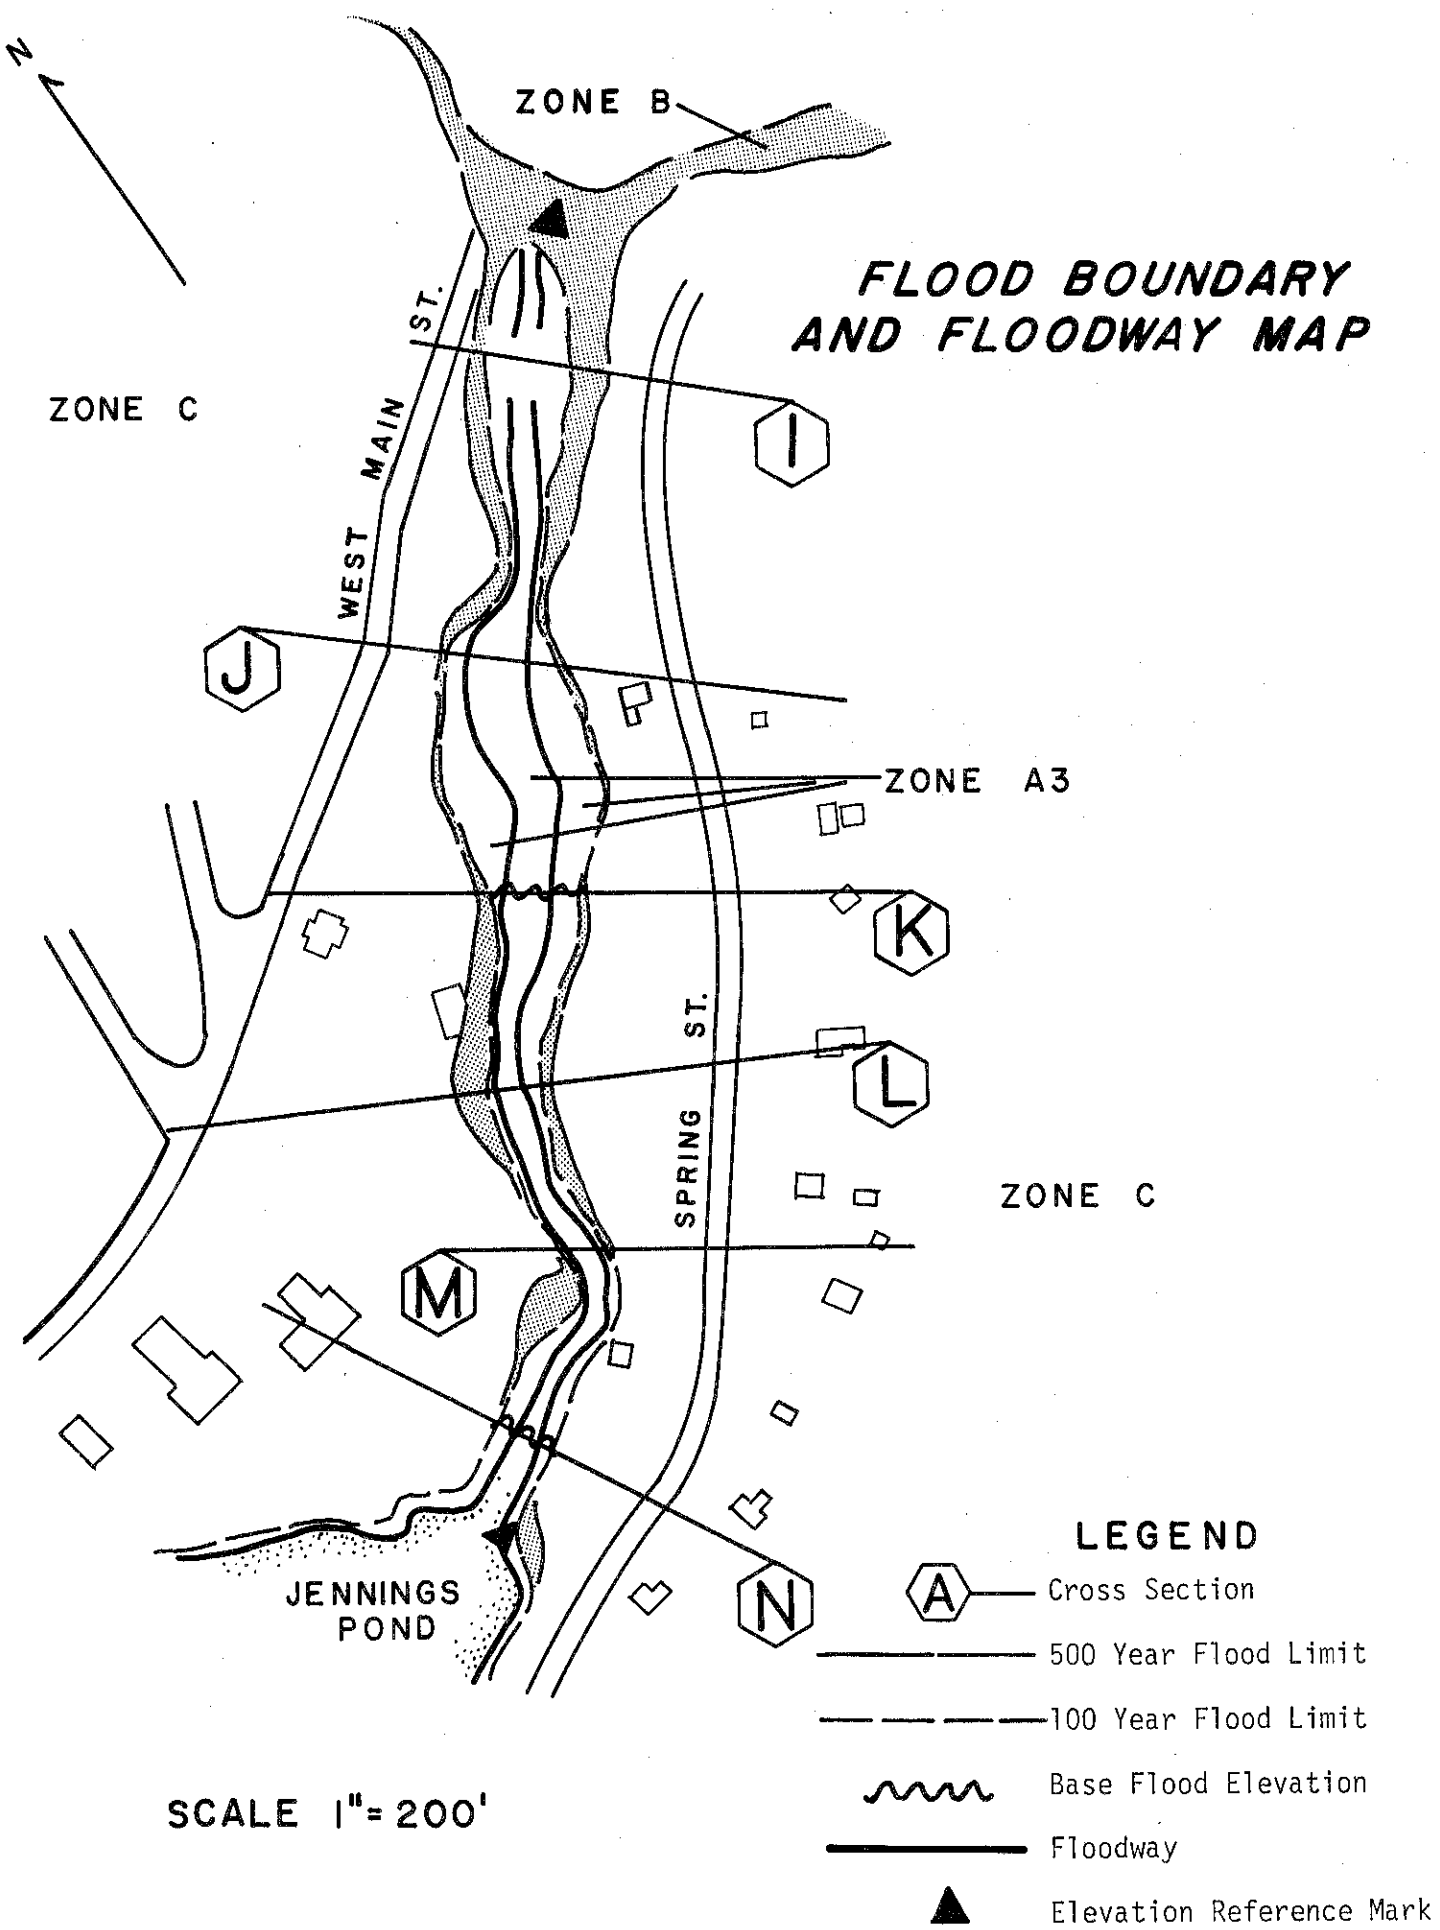 N
ZONE B
FLOOD BOUNDARY
AND FLOODWAY MAP
WEST MAIN ST.
ZONE C
I
J
ZONE A3
K
SPRING ST.
L
ZONE C
M
N
JENNINGS
POND
LEGEND
A Cross Section
500 Year Flood Limit
100 Year Flood Limit
Base Flood Elevation
Floodway
Elevation Reference Mark
SCALE 1"= 200'